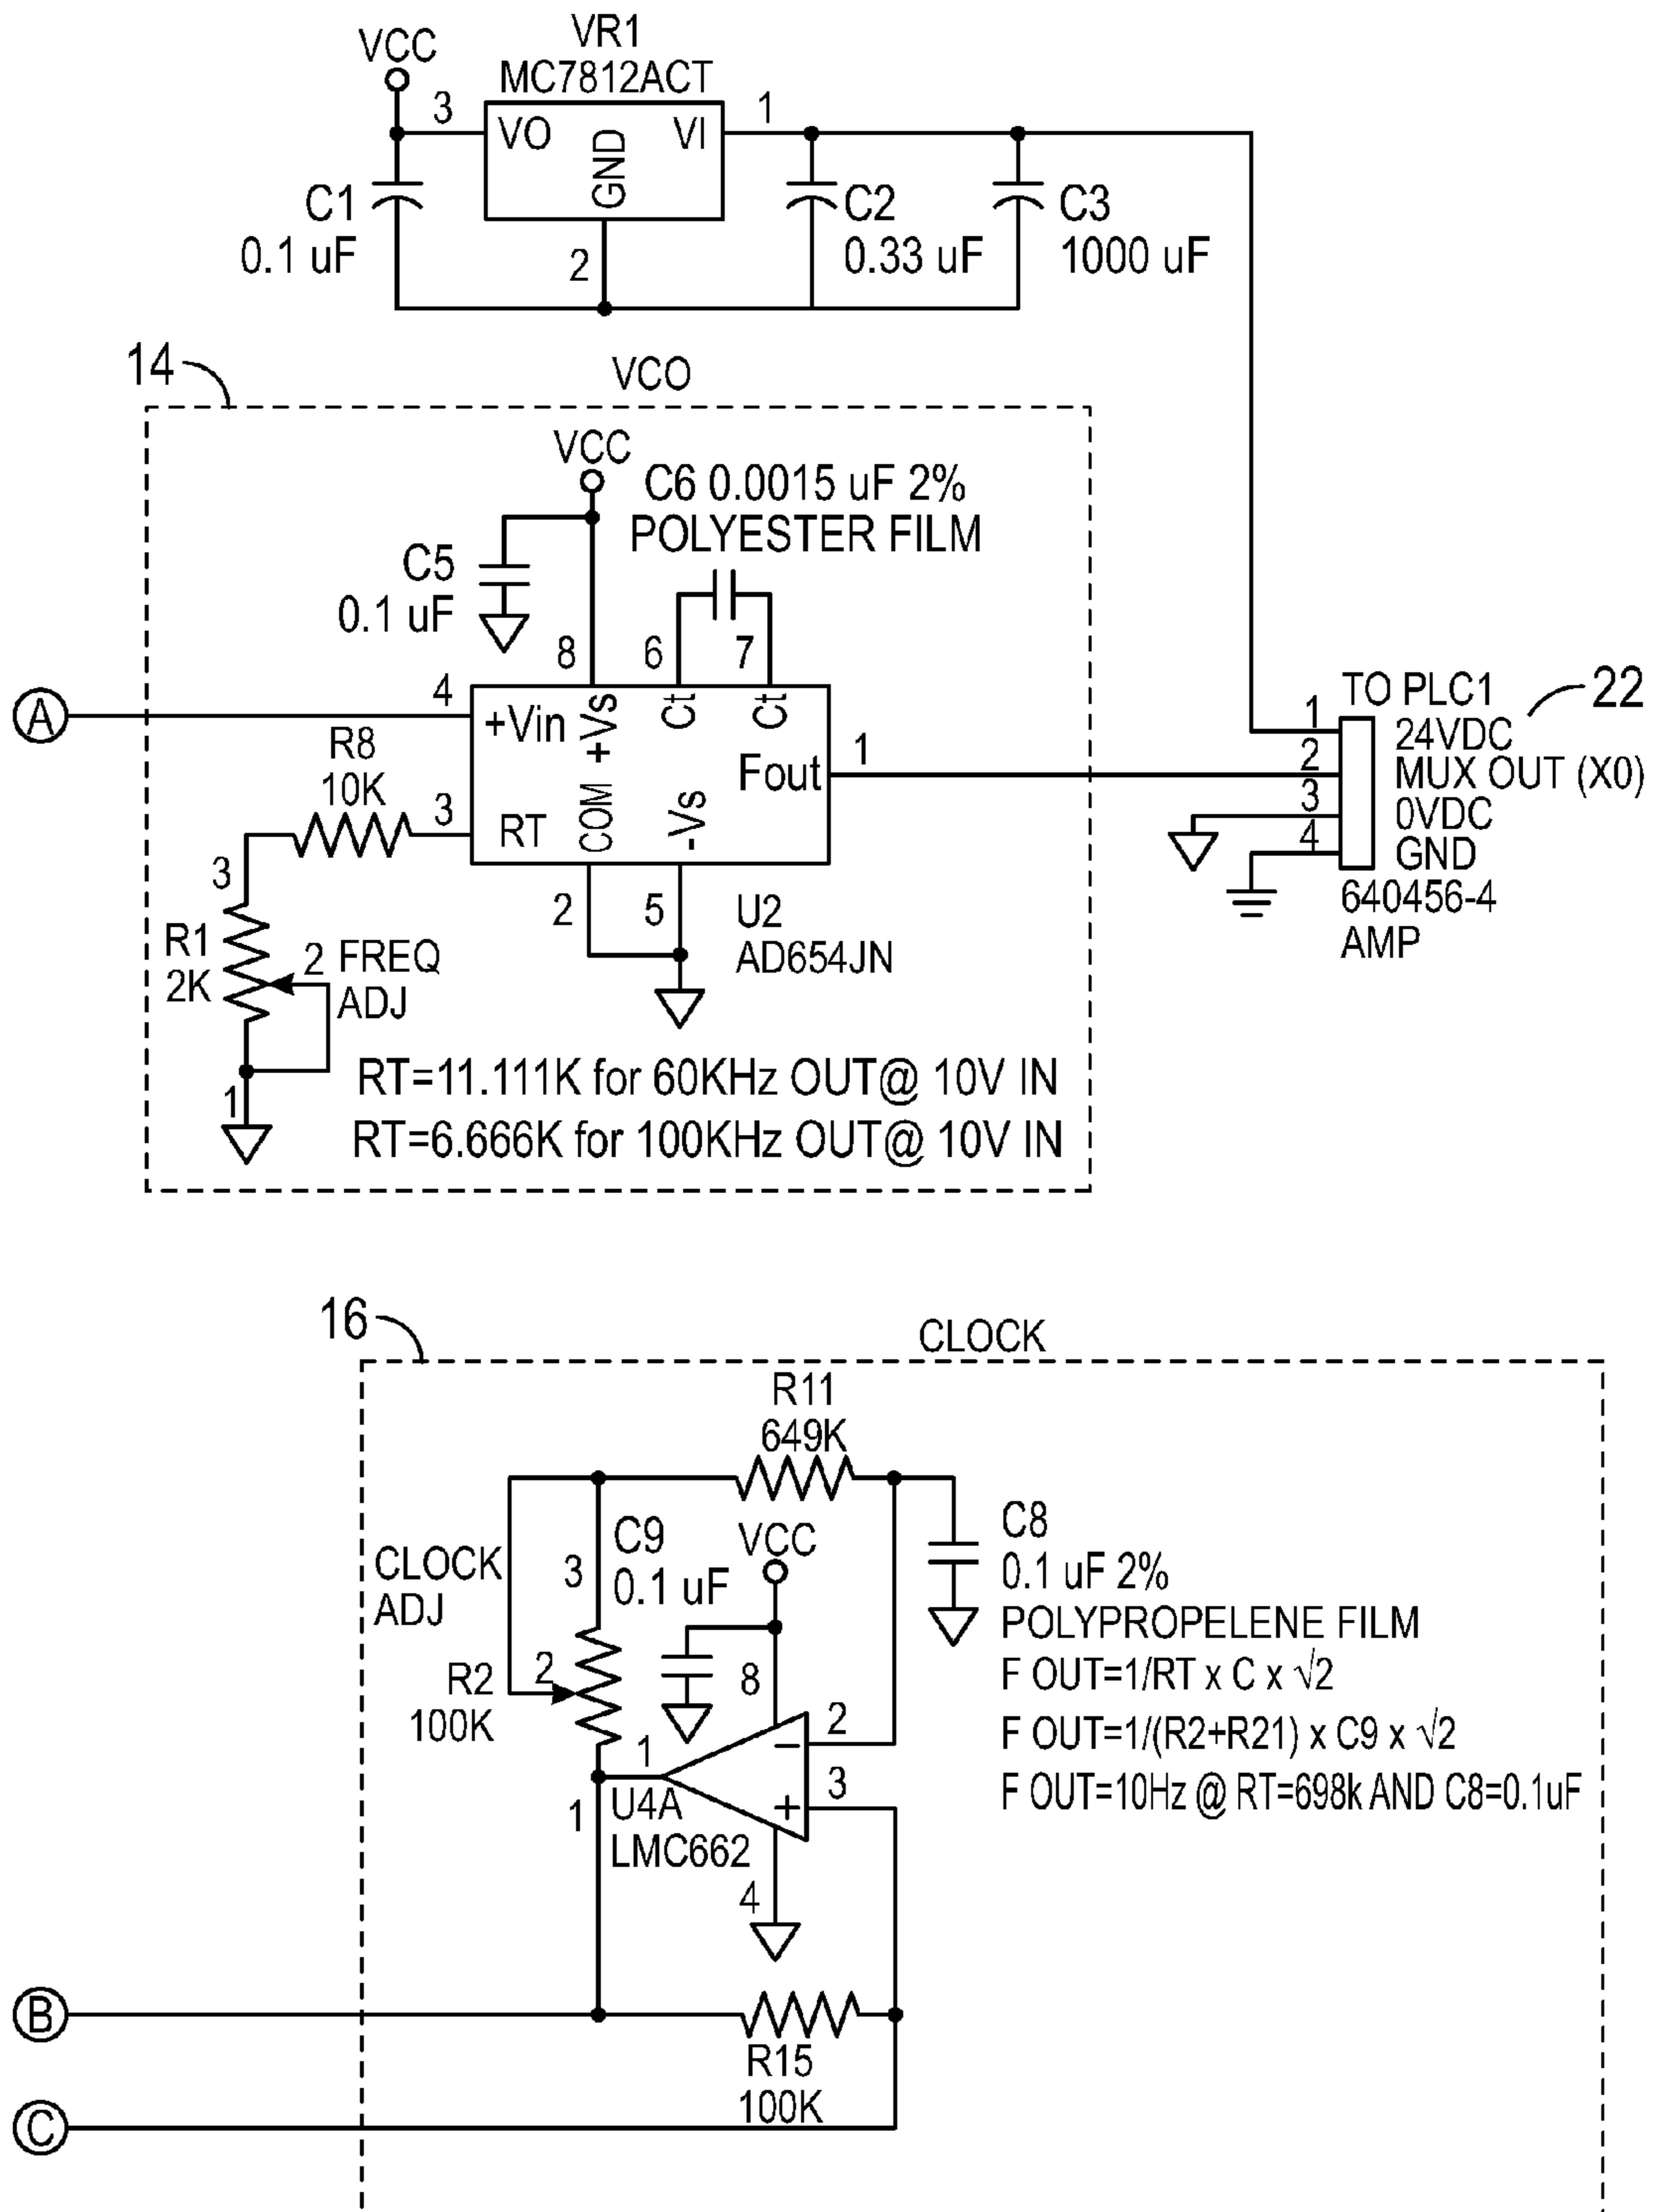 VCC
VR1
MC7812ACT
3
VO
GND
VI
1
C1
0.1 uF
2
C2
0.33 uF
C3
1000 uF
14
VCO
VCC
C6 0.0015 uF 2%
POLYESTER FILM
C5
0.1 uF
8
6
7
A
4
+Vin
+Vs
Ct
Ct
Fout
1
R8
10K
3
RT
COM
-Vs
TO PLC1
22
1
24VDC
2
MUX OUT (X0)
3
0VDC
4
GND
640456-4
AMP
3
R1
2K
2
FREQ
ADJ
1
2
5
U2
AD654JN
RT=11.111K for 60KHz OUT@ 10V IN
RT=6.666K for 100KHz OUT@ 10V IN
16
CLOCK
R11
649K
CLOCK
ADJ
3
C9
0.1 uF
VCC
C8
0.1 uF 2%
POLYPROPELENE FILM
F OUT=1/RT x C x √2
F OUT=1/(R2+R21) x C9 x √2
F OUT=10Hz @ RT=698k AND C8=0.1uF
R2
100K
2
8
1
−
2
+
3
1
U4A
LMC662
4
B
R15
100K
C